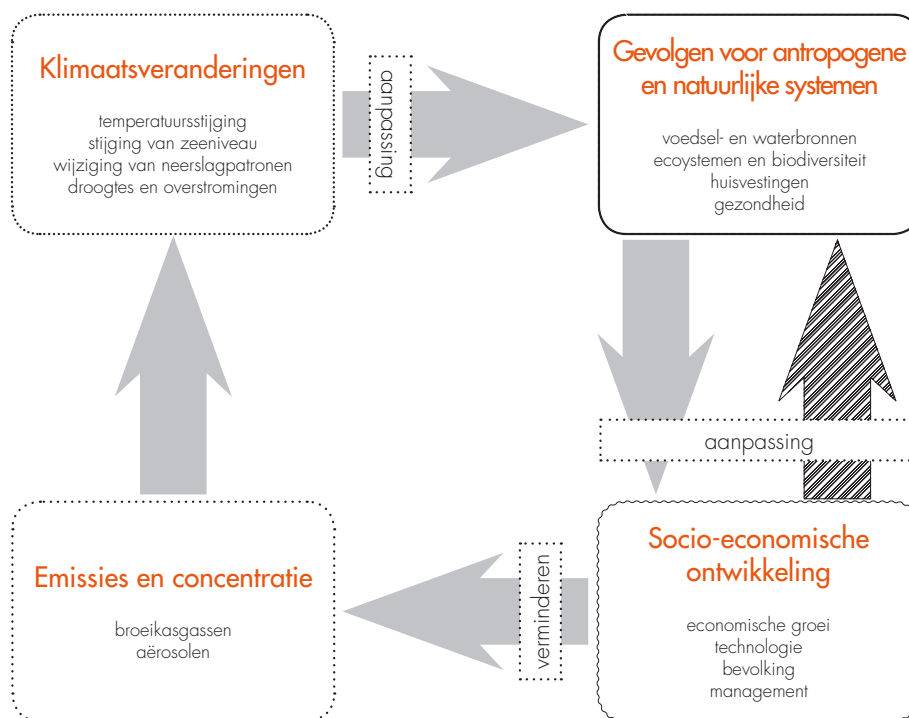 Klimaatsveranderingen
temperatuursstijging
stijging van zeeniveau
wijziging van neerslagpatronen
droogtes en overstromingen
aanpassing
Gevolgen voor antropogene
en natuurlijke systemen
voedsel- en waterbronnen
ecoystemen en biodiversiteit
huisvestingen
gezondheid
aanpassing
Emissies en concentratie
broeikasgassen
aërosolen
verminderen
Socio-economische
ontwikkeling
economische groei
technologie
bevolking
management